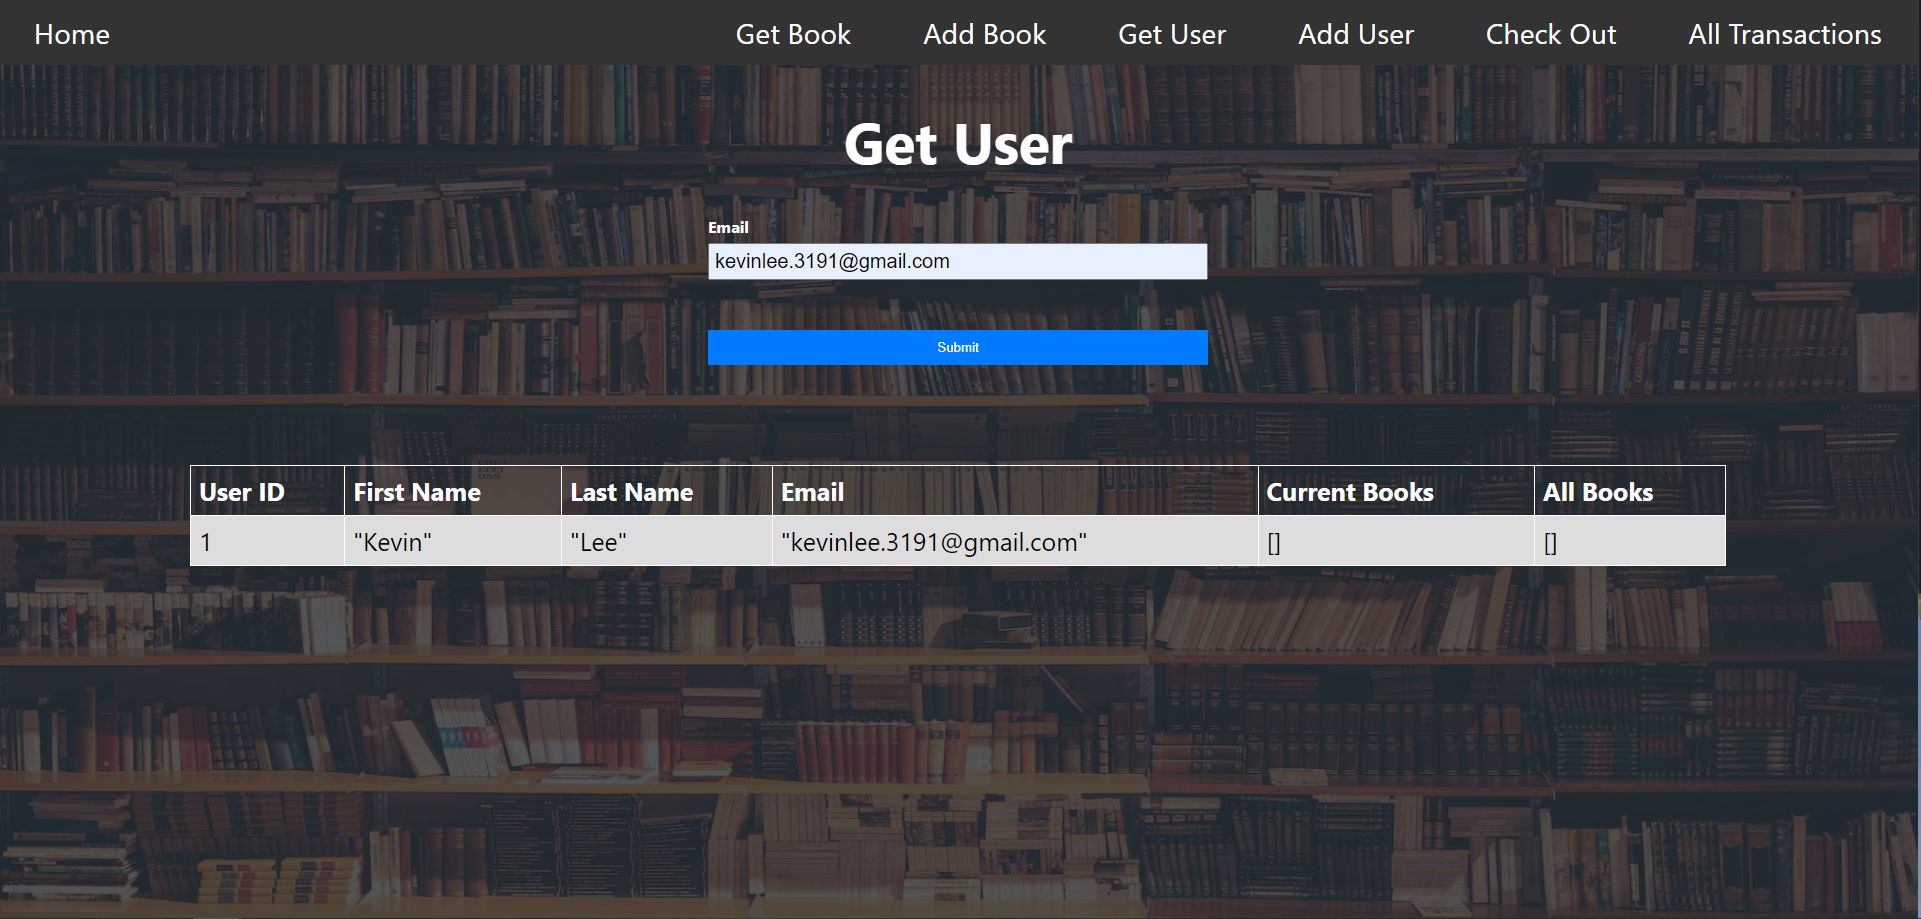 Home Get Book Add Book Get User Add User Check Out All Transactions
Get User
Email
kevinlee.3191@gmail.com
Submit
User ID First Name Last Name Email Current Books All Books
1 "Kevin" "Lee" "kevinlee.3191@gmail.com" [] []